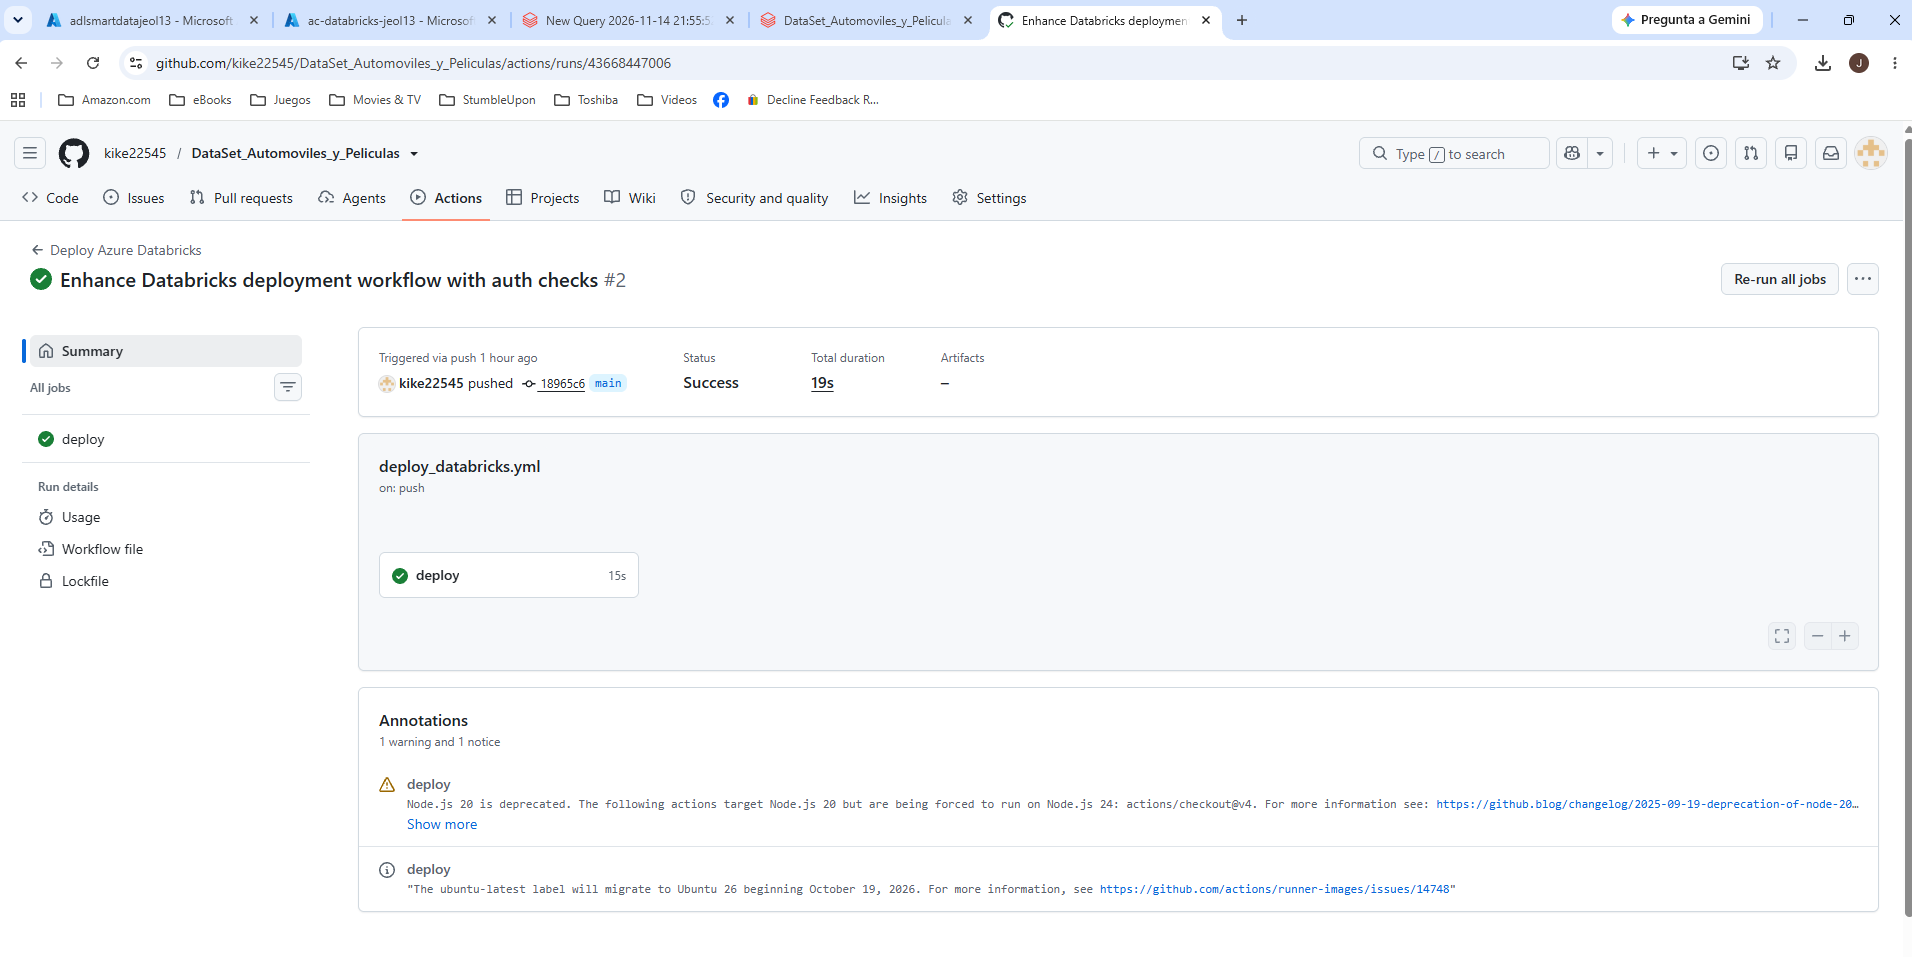 adlsmartdatajeol13 - Microsoft
ac-databricks-jeol13 - Microsof
New Query 2026-11-14 21:55:5
DataSet_Automoviles_y_Pelicula
Enhance Databricks deploymen
Pregunta a Gemini
github.com/kike22545/DataSet_Automoviles_y_Peliculas/actions/runs/43668447006
J
Amazon.com
eBooks
Juegos
Movies & TV
StumbleUpon
Toshiba
Videos
Decline Feedback R...
kike22545 / DataSet_Automoviles_y_Peliculas
Type / to search
Code
Issues
Pull requests
Agents
Actions
Projects
Wiki
Security and quality
Insights
Settings
Deploy Azure Databricks
Enhance Databricks deployment workflow with auth checks #2
Re-run all jobs
Summary
All jobs
deploy
Run details
Usage
Workflow file
Lockfile
Triggered via push 1 hour ago
kike22545 pushed 18965c6 main
Status
Success
Total duration
19s
Artifacts
–
deploy_databricks.yml
on: push
deploy 15s
Annotations
1 warning and 1 notice
deploy
Node.js 20 is deprecated. The following actions target Node.js 20 but are being forced to run on Node.js 24: actions/checkout@v4. For more information see: https://github.blog/changelog/2025-09-19-deprecation-of-node-20…
Show more
deploy
"The ubuntu-latest label will migrate to Ubuntu 26 beginning October 19, 2026. For more information, see https://github.com/actions/runner-images/issues/14748"